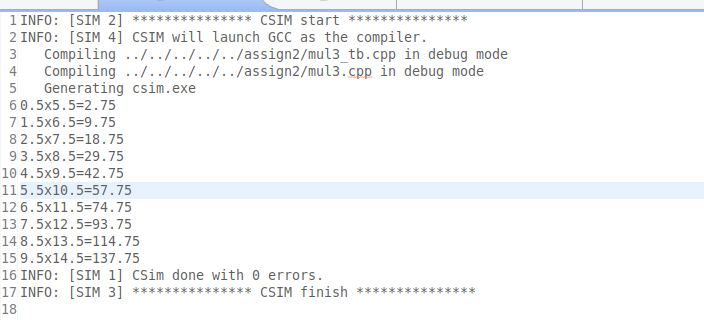 1 INFO: [SIM 2] *************** CSIM start ***************
2 INFO: [SIM 4] CSIM will launch GCC as the compiler.
3    Compiling ../../../../../assign2/mul3_tb.cpp in debug mode
4    Compiling ../../../../../assign2/mul3.cpp in debug mode
5    Generating csim.exe
6 0.5x5.5=2.75
7 1.5x6.5=9.75
8 2.5x7.5=18.75
9 3.5x8.5=29.75
10 4.5x9.5=42.75
11 5.5x10.5=57.75
12 6.5x11.5=74.75
13 7.5x12.5=93.75
14 8.5x13.5=114.75
15 9.5x14.5=137.75
16 INFO: [SIM 1] CSim done with 0 errors.
17 INFO: [SIM 3] *************** CSIM finish ***************
18